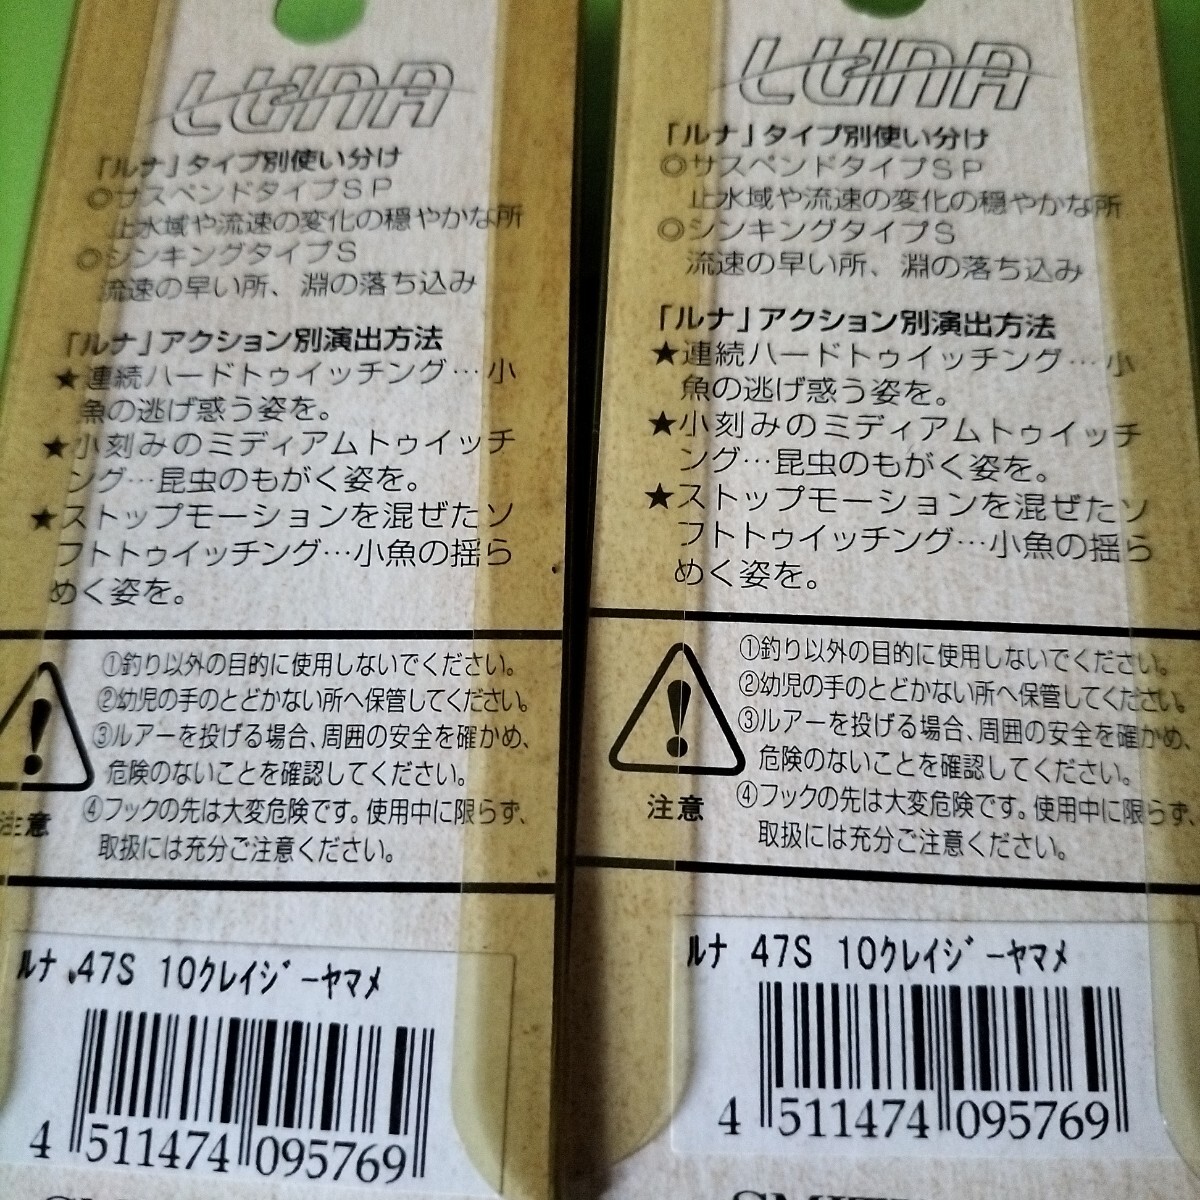 LUNA
「ルナ」タイプ別使い分け
◎サスペンドタイプＳＰ
止水域や流速の変化の穏やかな所
◎シンキングタイプＳ
流速の早い所、淵の落ち込み
「ルナ」アクション別演出方法
★連続ハードトゥイッチング…小
魚の逃げ惑う姿を。
★小刻みのミディアムトゥイッチ
ング…昆虫のもがく姿を。
★ストップモーションを混ぜたソ
フトトゥイッチング…小魚の揺ら
めく姿を。
①釣り以外の目的に使用しないでください。
②幼児の手のとどかない所へ保管してください。
③ルアーを投げる場合、周囲の安全を確かめ、
危険のないことを確認してください。
④フックの先は大変危険です。使用中に限らず、
取扱には充分ご注意ください。
注意
ルナ 47S 10クレイジーヤマメ
4 511474 095769
LUNA
「ルナ」タイプ別使い分け
◎サスペンドタイプＳＰ
止水域や流速の変化の穏やかな所
◎シンキングタイプＳ
流速の早い所、淵の落ち込み
「ルナ」アクション別演出方法
★連続ハードトゥイッチング…小
魚の逃げ惑う姿を。
★小刻みのミディアムトゥイッチ
ング…昆虫のもがく姿を。
★ストップモーションを混ぜたソ
フトトゥイッチング…小魚の揺ら
めく姿を。
①釣り以外の目的に使用しないでください。
②幼児の手のとどかない所へ保管してください。
③ルアーを投げる場合、周囲の安全を確かめ、
危険のないことを確認してください。
④フックの先は大変危険です。使用中に限らず、
取扱には充分ご注意ください。
注意
ルナ 47S 10クレイジーヤマメ
4 511474 095769